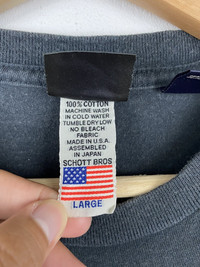 100% COTTON
MACHINE WASH
IN COLD WATER
TUMBLE DRY LOW
NO BLEACH
FABRIC
MADE IN U.S.A.
ASSEMBLED
IN JAPAN
SCHOTT BROS
LARGE